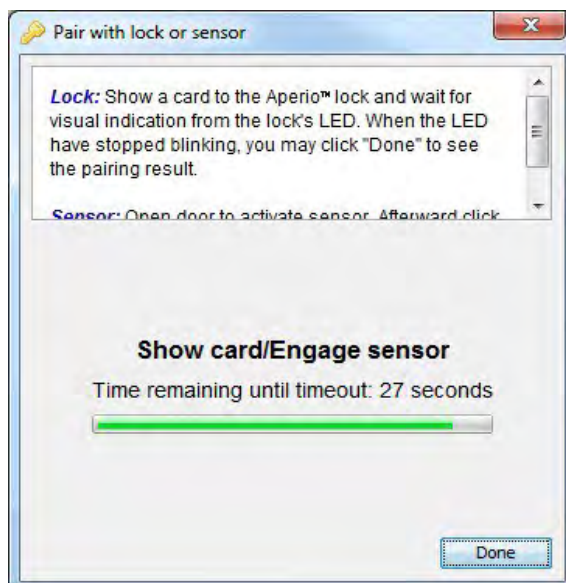 Pair with lock or sensor
Lock: Show a card to the Aperio™ lock and wait for
visual indication from the lock's LED. When the LED
have stopped blinking, you may click "Done" to see
the pairing result.
Sensor: Open door to activate sensor. Afterward click
Show card/Engage sensor
Time remaining until timeout: 27 seconds
Done